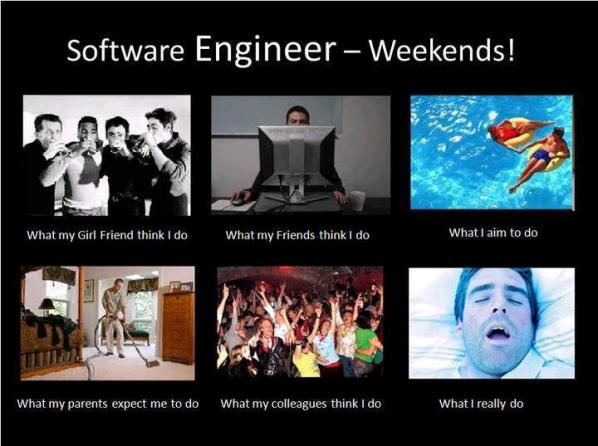 Software Engineer – Weekends!
What my Girl Friend think I do
What my Friends think I do
What I aim to do
What my parents expect me to do
What my colleagues think I do
What I really do